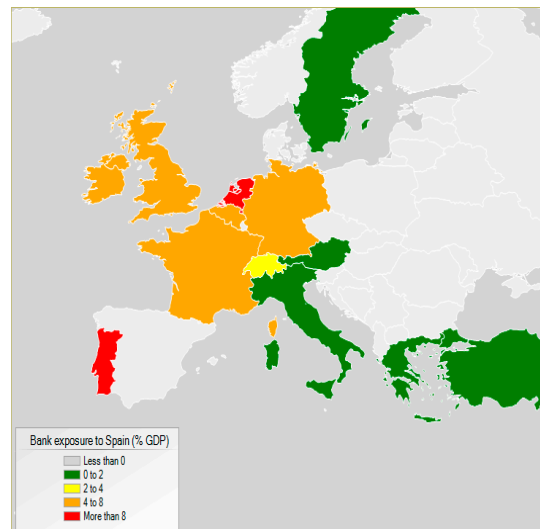 Bank exposure to Spain (% GDP)
Less than 0
0 to 2
2 to 4
4 to 8
More than 8